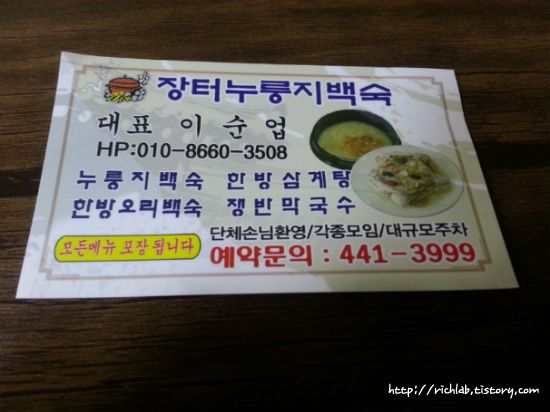 장터누룽지백숙
대표 이순업
HP:010-8660-3508
누룽지백숙 한방삼계탕
한방오리백숙 쟁반막국수
단체손님환영/각종모임/대규모주차
모든메뉴 포장 됩니다
예약문의 : 441-3999
http://richlab.tistory.com